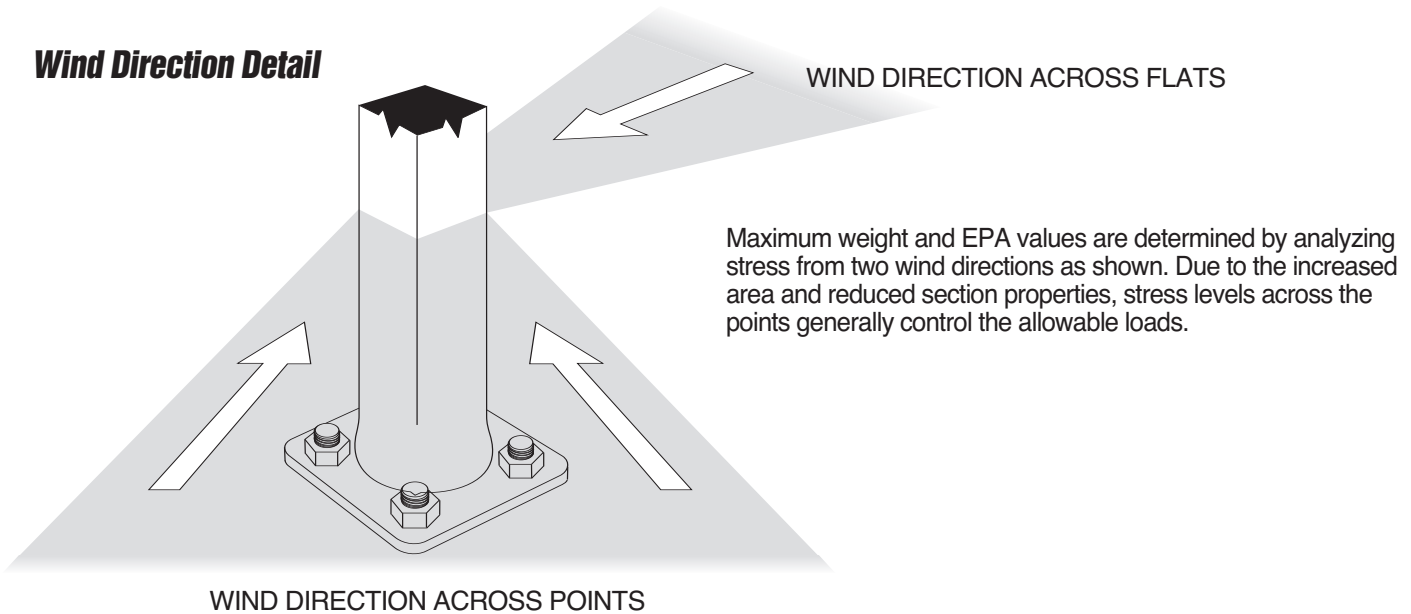 Wind Direction Detail
WIND DIRECTION ACROSS FLATS
Maximum weight and EPA values are determined by analyzing
stress from two wind directions as shown. Due to the increased
area and reduced section properties, stress levels across the
points generally control the allowable loads.
WIND DIRECTION ACROSS POINTS